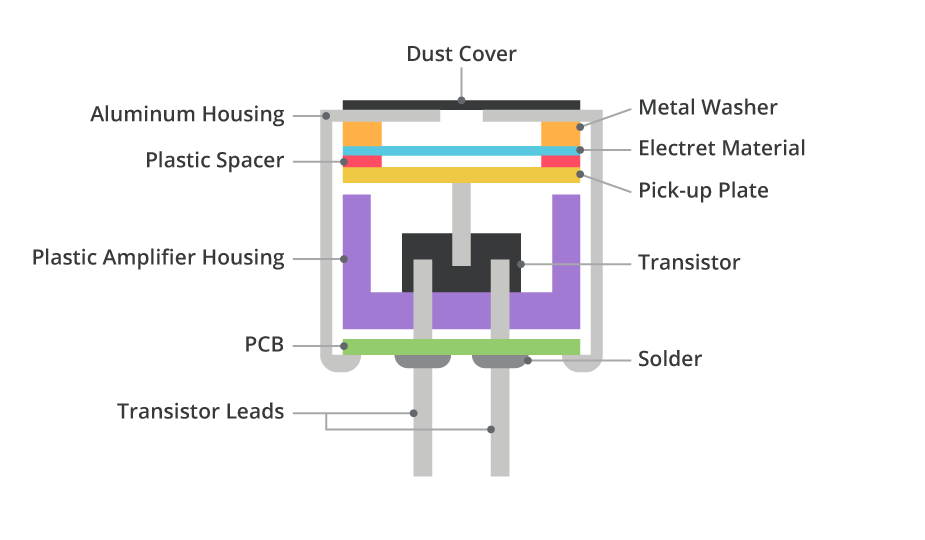 Dust Cover
Aluminum Housing
Metal Washer
Electret Material
Plastic Spacer
Pick-up Plate
Plastic Amplifier Housing
Transistor
PCB
Solder
Transistor Leads